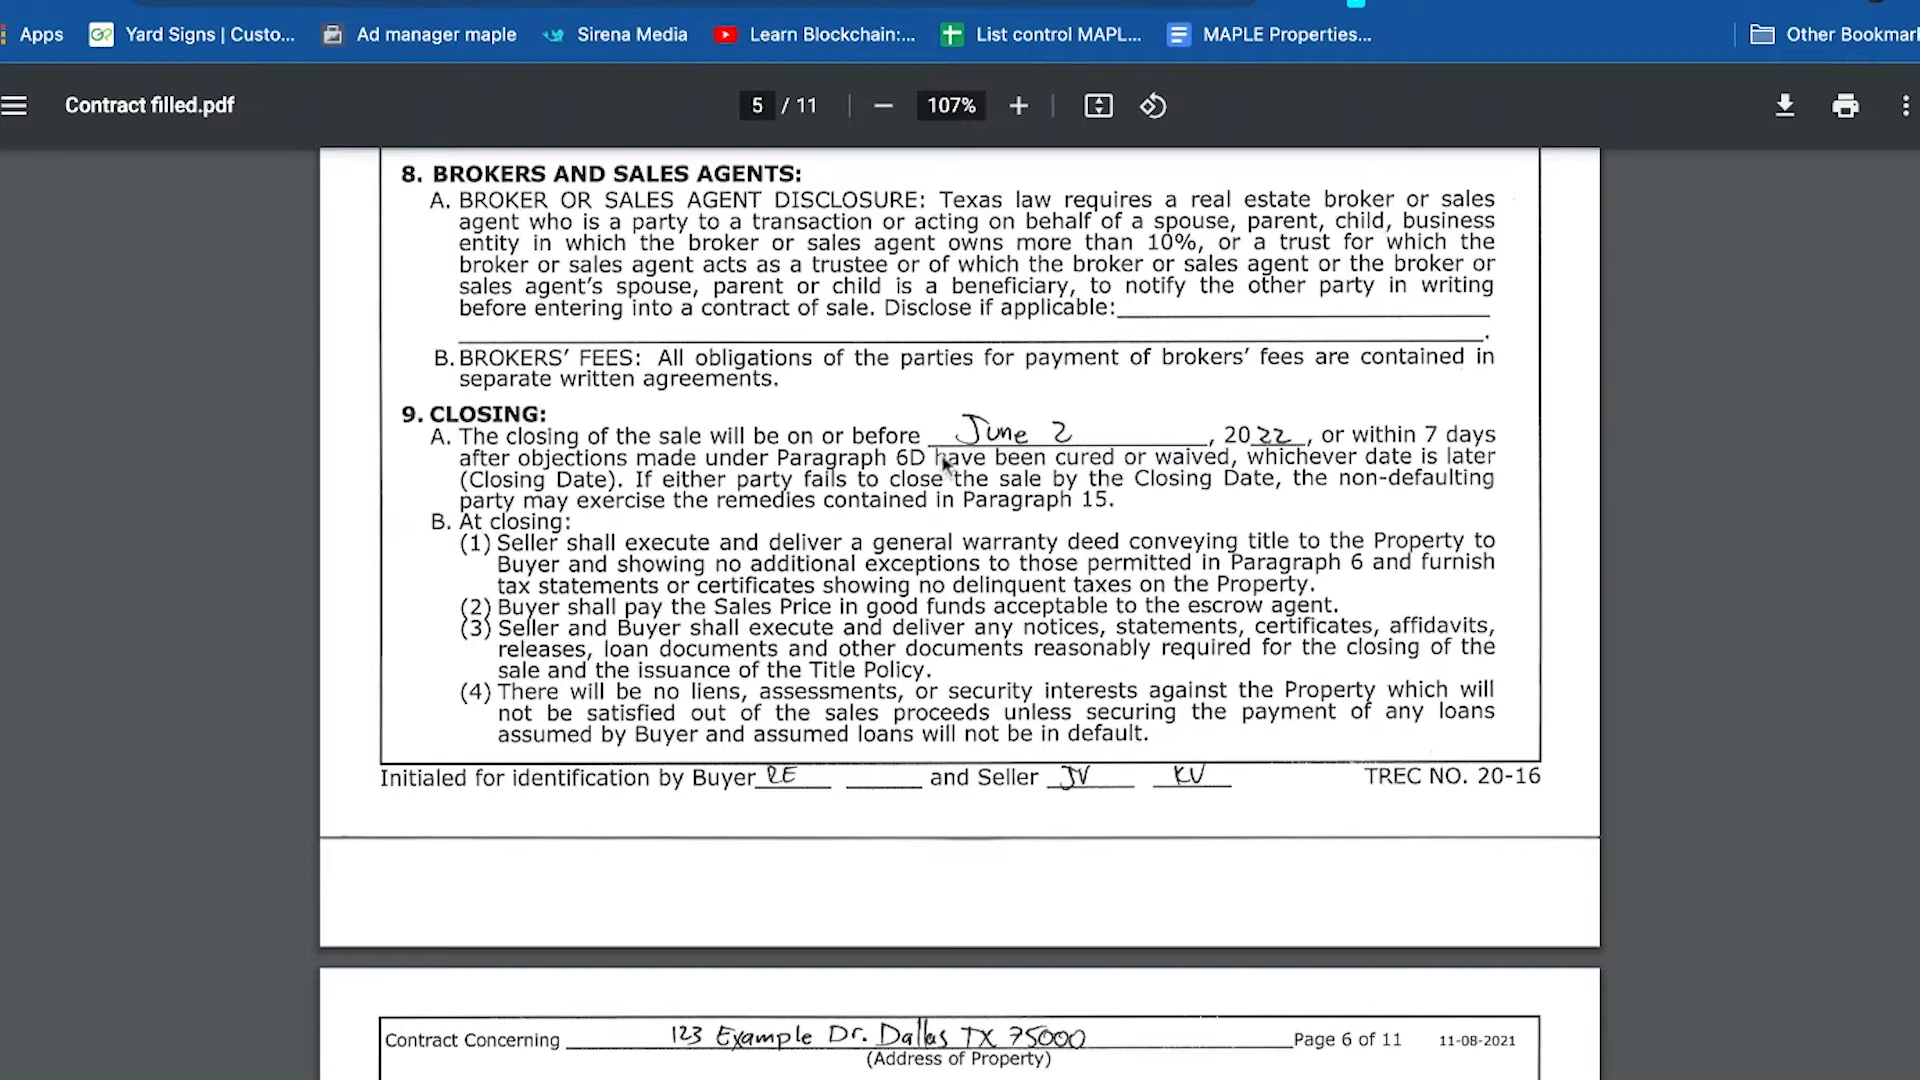 Apps Yard Signs | Custo... Ad manager maple Sirena Media Learn Blockchain:... List control MAPL... MAPLE Properties... Other Bookmark
Contract filled.pdf 5 / 11 — 107% +
8. BROKERS AND SALES AGENTS:
A. BROKER OR SALES AGENT DISCLOSURE: Texas law requires a real estate broker or sales
agent who is a party to a transaction or acting on behalf of a spouse, parent, child, business
entity in which the broker or sales agent owns more than 10%, or a trust for which the
broker or sales agent acts as a trustee or of which the broker or sales agent or the broker or
sales agent's spouse, parent or child is a beneficiary, to notify the other party in writing
before entering into a contract of sale. Disclose if applicable:
.
B. BROKERS' FEES: All obligations of the parties for payment of brokers' fees are contained in
separate written agreements.
9. CLOSING:
A. The closing of the sale will be on or before June 2, 2022, or within 7 days
after objections made under Paragraph 6D have been cured or waived, whichever date is later
(Closing Date). If either party fails to close the sale by the Closing Date, the non-defaulting
party may exercise the remedies contained in Paragraph 15.
B. At closing:
(1) Seller shall execute and deliver a general warranty deed conveying title to the Property to
Buyer and showing no additional exceptions to those permitted in Paragraph 6 and furnish
tax statements or certificates showing no delinquent taxes on the Property.
(2) Buyer shall pay the Sales Price in good funds acceptable to the escrow agent.
(3) Seller and Buyer shall execute and deliver any notices, statements, certificates, affidavits,
releases, loan documents and other documents reasonably required for the closing of the
sale and the issuance of the Title Policy.
(4) There will be no liens, assessments, or security interests against the Property which will
not be satisfied out of the sales proceeds unless securing the payment of any loans
assumed by Buyer and assumed loans will not be in default.
Initialed for identification by Buyer RE and Seller JV KV TREC NO. 20-16
Contract Concerning 123 Example Dr. Dallas TX 75000 Page 6 of 11 11-08-2021
(Address of Property)